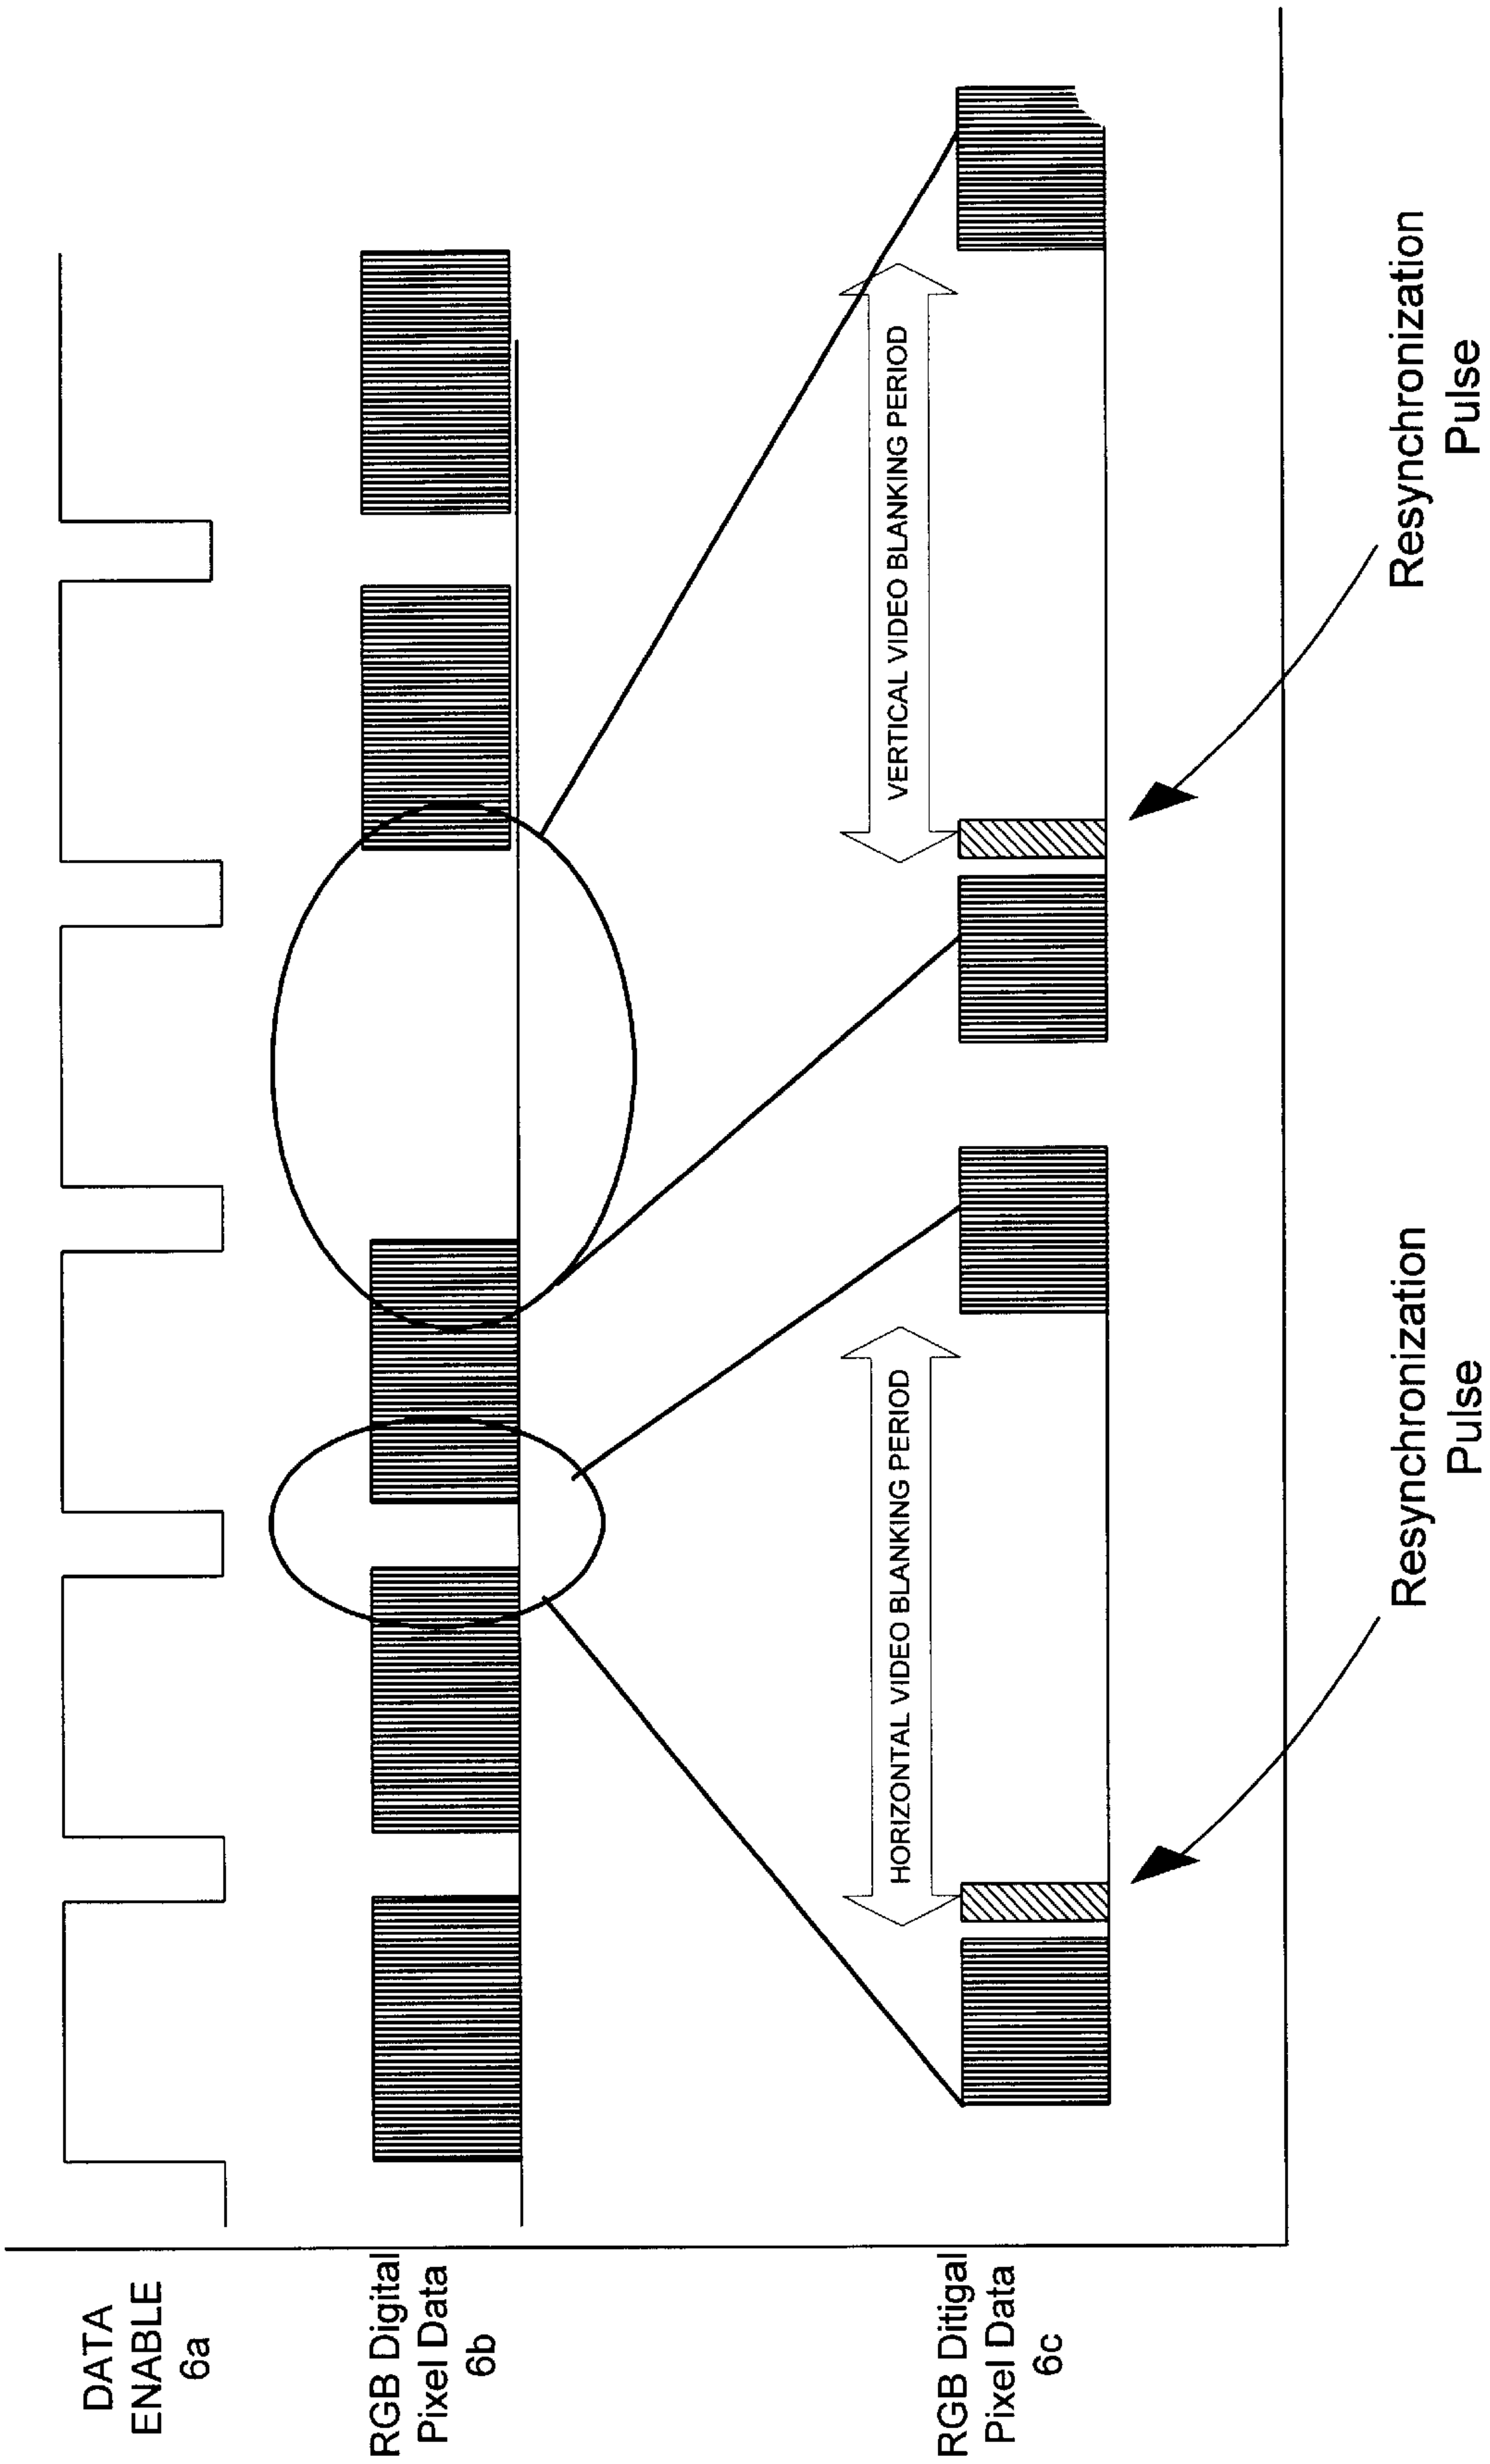 DATA
ENABLE
6a
RGB Digital
Pixel Data
6b
RGB Ditigal
Pixel Data
6c
HORIZONTAL VIDEO BLANKING PERIOD
VERTICAL VIDEO BLANKING PERIOD
Resynchronization
Pulse
Resynchronization
Pulse